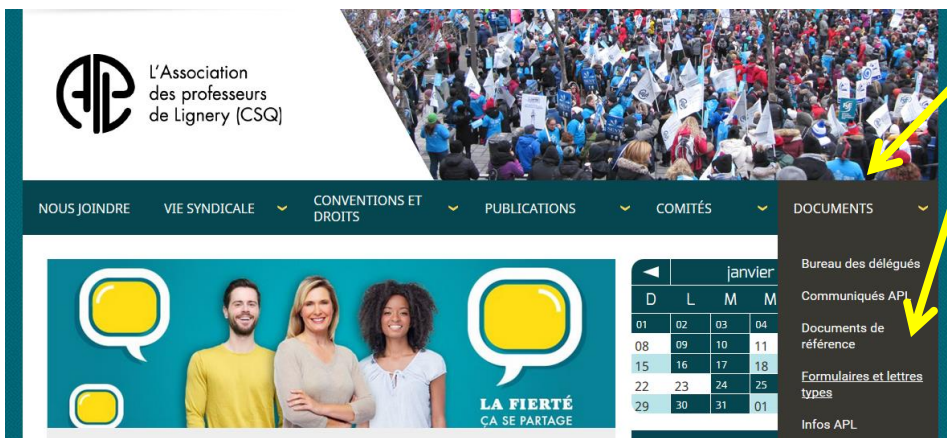 APL
L'Association
des professeurs
de Lignery (CSQ)
NOUS JOINDRE
VIE SYNDICALE
CONVENTIONS ET
DROITS
PUBLICATIONS
COMITÉS
DOCUMENTS
Bureau des délégués
Communiqués APL
Documents de
référence
Formulaires et lettres
types
Infos APL
LA FIERTÉ
ÇA SE PARTAGE
janvier
D L M M
01 02 03 04
08 09 10 11
15 16 17 18
22 23 24 25
29 30 31 01